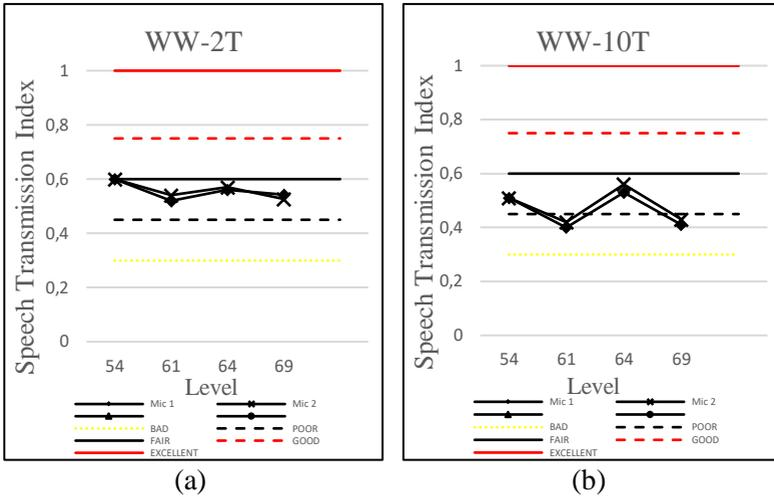 WW-2T
Speech Transmission Index
1
0,8
0,6
0,4
0,2
0
54 61 64 69
Level
Mic 1 Mic 2
BAD POOR
FAIR GOOD
EXCELLENT
(a)
WW-10T
Speech Transmission Index
1
0,8
0,6
0,4
0,2
0
54 61 64 69
Level
Mic 1 Mic 2
BAD POOR
FAIR GOOD
EXCELLENT
(b)